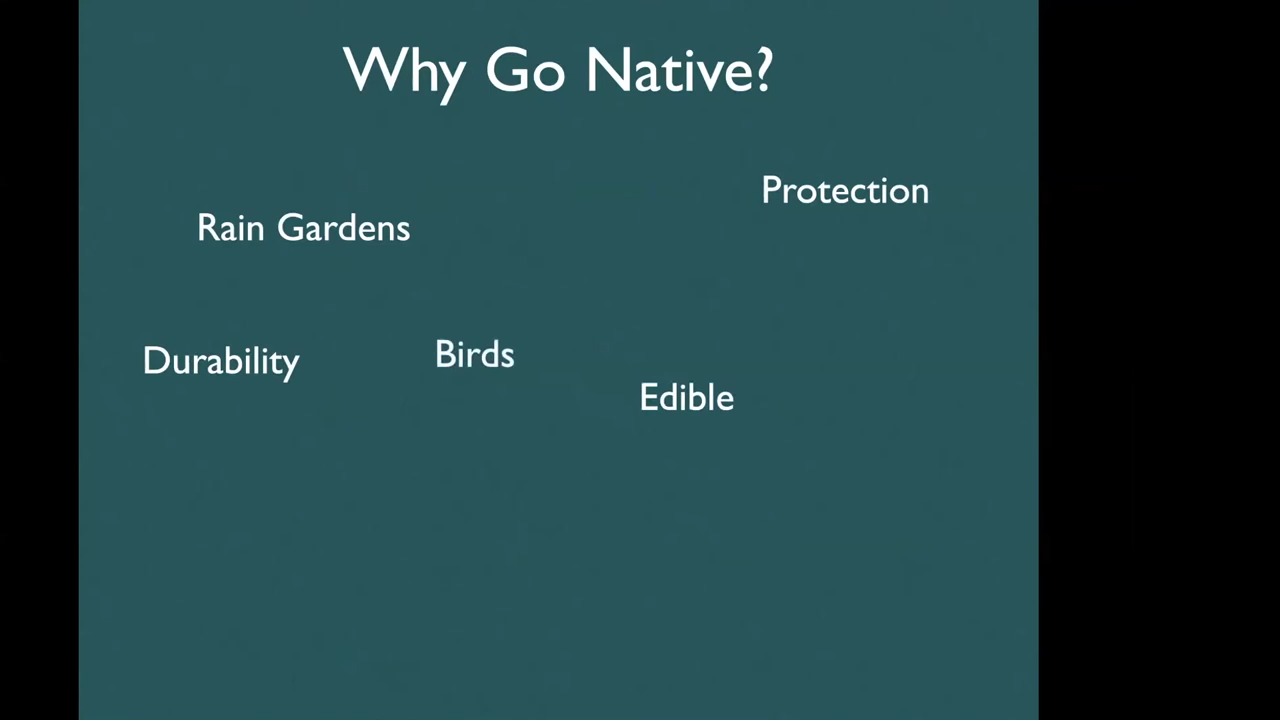 Why Go Native?
Protection
Rain Gardens
Birds
Durability
Edible